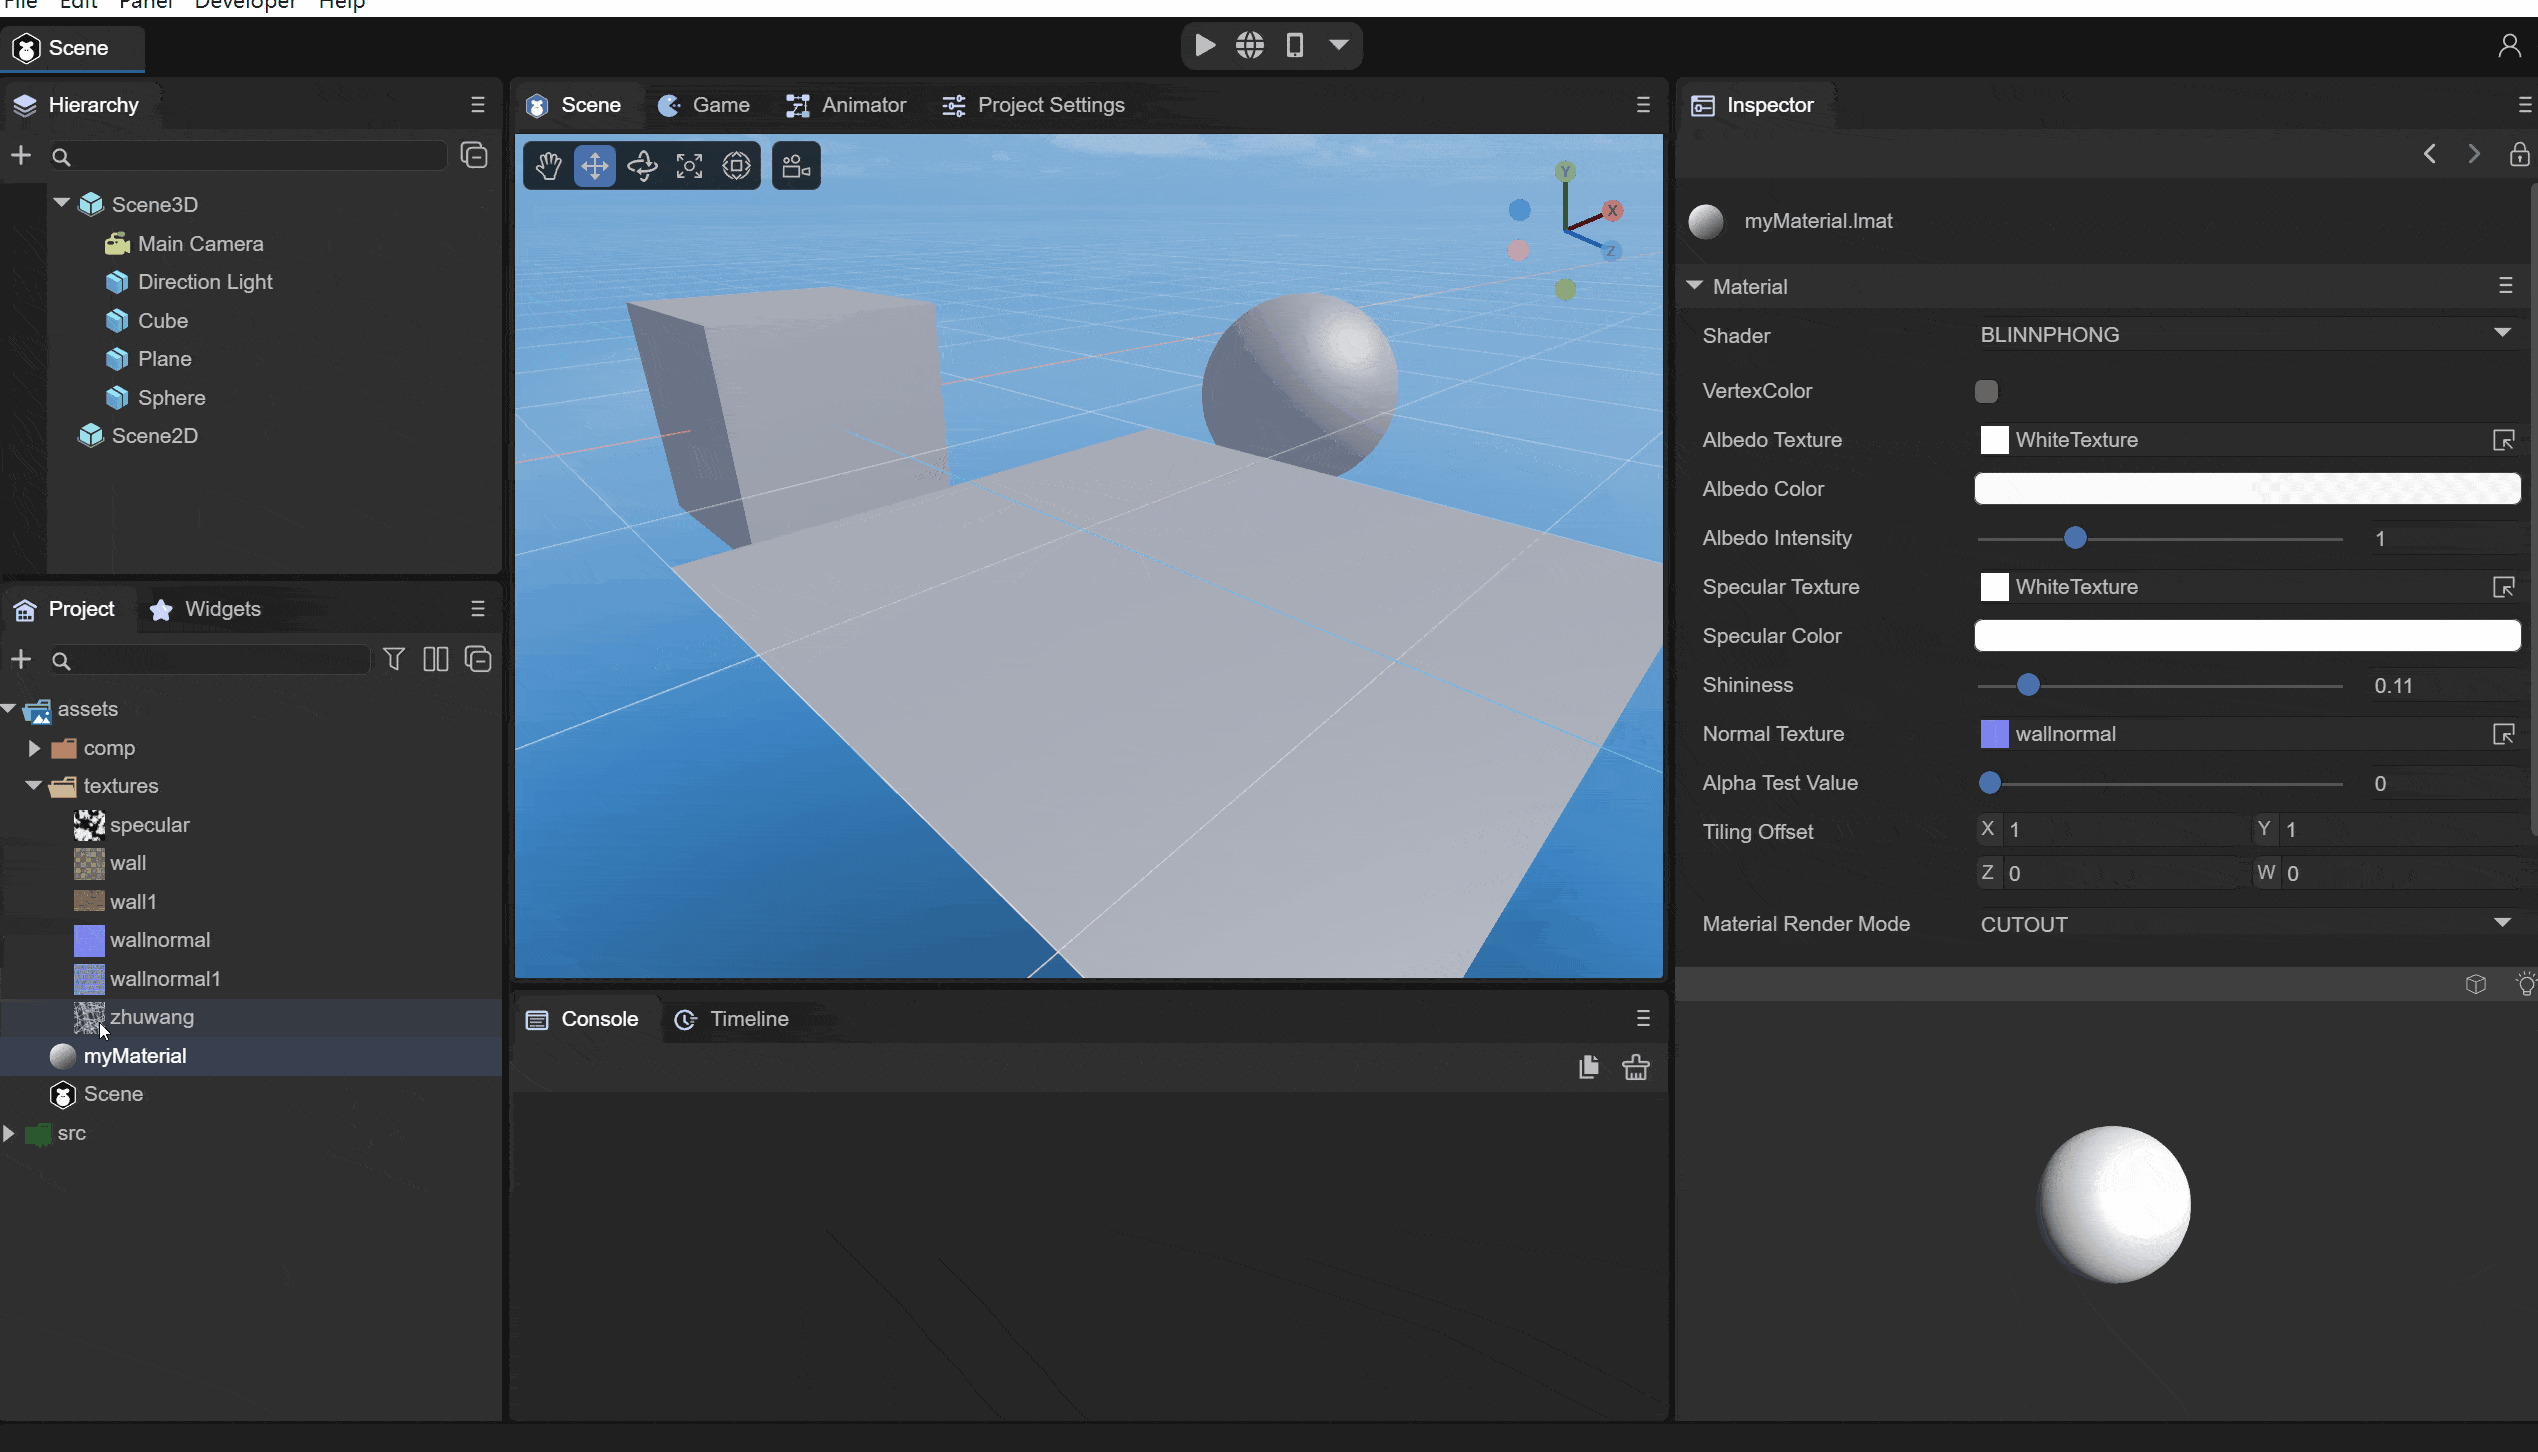 File Edit Panel Developer Help
Scene
Hierarchy
Scene3D
Main Camera
Direction Light
Cube
Plane
Sphere
Scene2D
Project Widgets
assets
comp
textures
specular
wall
wall1
wallnormal
wallnormal1
zhuwang
myMaterial
Scene
src
Scene Game Animator Project Settings
Y
X
Z
Console Timeline
Inspector
myMaterial.lmat
Material
Shader BLINNPHONG
VertexColor
Albedo Texture WhiteTexture
Albedo Color
Albedo Intensity 1
Specular Texture WhiteTexture
Specular Color
Shininess 0.11
Normal Texture wallnormal
Alpha Test Value 0
Tiling Offset X 1 Y 1
Z 0 W 0
Material Render Mode CUTOUT